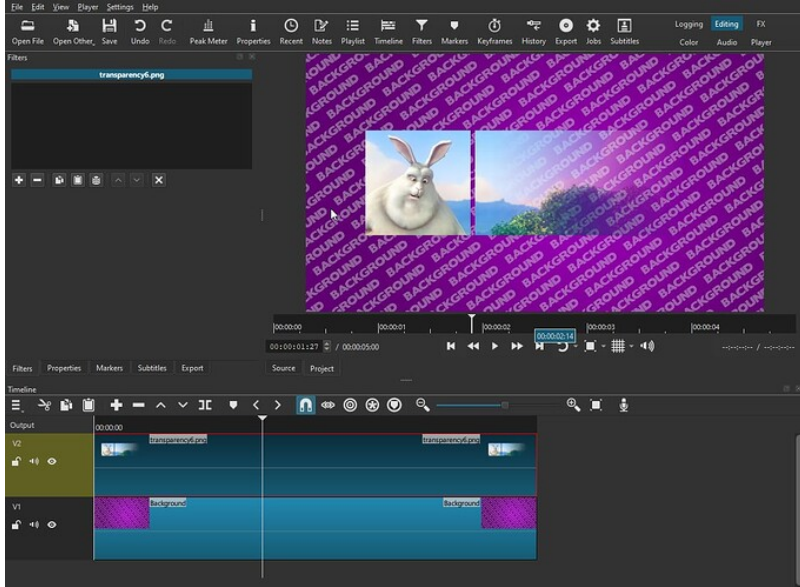 File Edit View Player Settings Help
Open File Open Other.. Save Undo Redo Peak Meter Properties Recent Notes Playlist Timeline Filters Markers Keyframes History Export Jobs Subtitles
Logging Editing FX
Color Audio Player
Filters
transparency6.png
BACKGROUND BACKGROUND BACKGROUND
00:00:00 00:00:01 00:00:02 00:00:03 00:00:04
00:00:02:14
00:00:01:27 / 00:00:05:00
--:--:--:-- / --:--:--:--
Filters Properties Markers Subtitles Export
Source Project
Timeline
Output 00:00:00
V2 transparency6.png transparency6.png
V1 Background Background